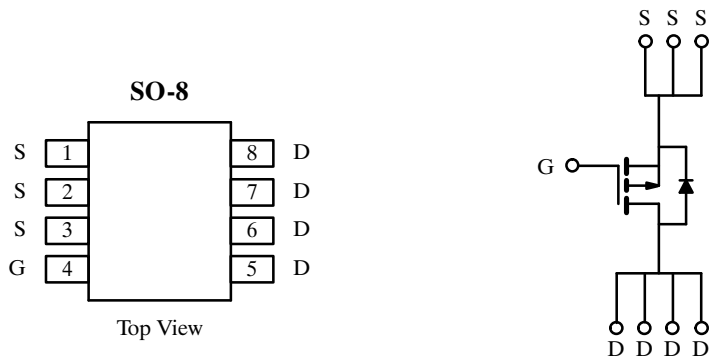 SO-8
S 1 8 D
S 2 7 D
S 3 6 D
G 4 5 D
Top View
S S S
G
D D D D